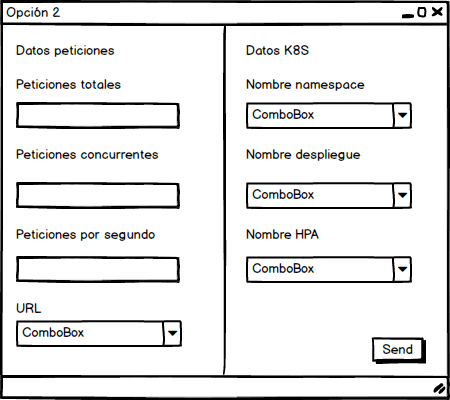 Opción 2
Datos peticiones
Peticiones totales
Peticiones concurrentes
Peticiones por segundo
URL
ComboBox
Datos K8S
Nombre namespace
ComboBox
Nombre despliegue
ComboBox
Nombre HPA
ComboBox
Send